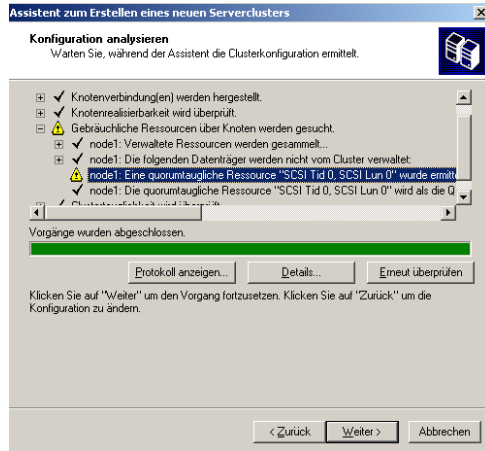 Assistent zum Erstellen eines neuen Serverclusters
Konfiguration analysieren
Warten Sie, während der Assistent die Clusterkonfiguration ermittelt.
Knotenverbindung(en) werden hergestellt.
Knotenrealisierbarkeit wird überprüft.
Gebräuchliche Ressourcen über Knoten werden gesucht.
node1: Verwaltete Ressourcen werden gesammelt...
node1: Die folgenden Datenträger werden nicht vom Cluster verwaltet:
node1: Eine quorumtaugliche Ressource "SCSI Tid 0, SCSI Lun 0" wurde ermitt
node1: Die quorumtaugliche Ressource "SCSI Tid 0, SCSI Lun 0" wird als die Q
Clustertauglichkeit wird überprüft.
Vorgänge wurden abgeschlossen.
Protokoll anzeigen...
Details...
Erneut überprüfen
Klicken Sie auf "Weiter" um den Vorgang fortzusetzen. Klicken Sie auf "Zurück" um die
Konfiguration zu ändern.
< Zurück
Weiter >
Abbrechen